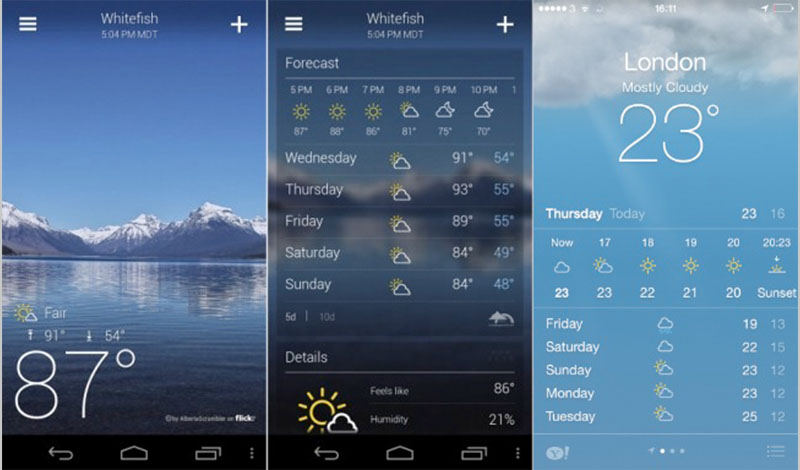 Whitefish
5:04 PM MDT
Fair
91° 54°
87°
©by AlbertoScrambler on flickr
Whitefish
5:04 PM MDT
Forecast
5 PM 6 PM 7 PM 8 PM 9 PM 10 PM 1
87° 88° 86° 81° 75° 70°
Wednesday 91° 54°
Thursday 93° 55°
Friday 89° 55°
Saturday 84° 49°
Sunday 84° 48°
5d | 10d
Details
Feels like 86°
Humidity 21%
3 16:11
London
Mostly Cloudy
23°
Thursday Today 23 16
Now 17 18 19 20 20:23
23 23 22 21 20 Sunset
Friday 19 13
Saturday 22 15
Sunday 23 12
Monday 23 12
Tuesday 25 12
Y!